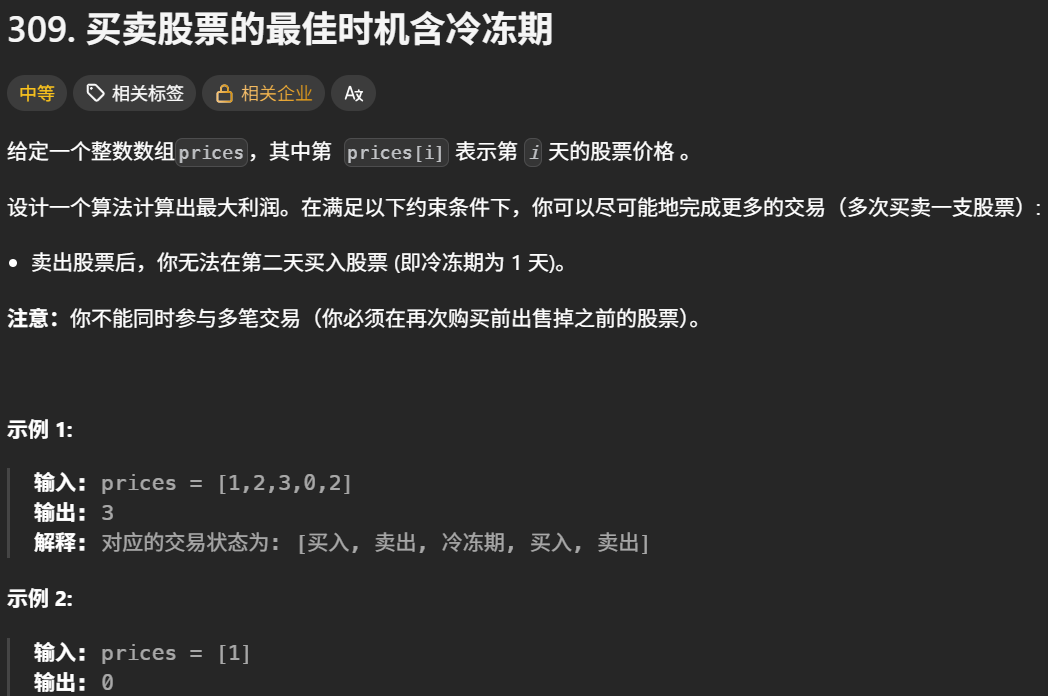 309. 买卖股票的最佳时机含冷冻期
中等 相关标签 相关企业 Ax
给定一个整数数组prices，其中第 prices[i] 表示第 i 天的股票价格 。
设计一个算法计算出最大利润。在满足以下约束条件下，你可以尽可能地完成更多的交易（多次买卖一支股票）:
• 卖出股票后，你无法在第二天买入股票 (即冷冻期为 1 天)。
注意：你不能同时参与多笔交易（你必须在再次购买前出售掉之前的股票）。
示例 1:
输入: prices = [1,2,3,0,2]
输出: 3
解释: 对应的交易状态为: [买入, 卖出, 冷冻期, 买入, 卖出]
示例 2:
输入: prices = [1]
输出: 0